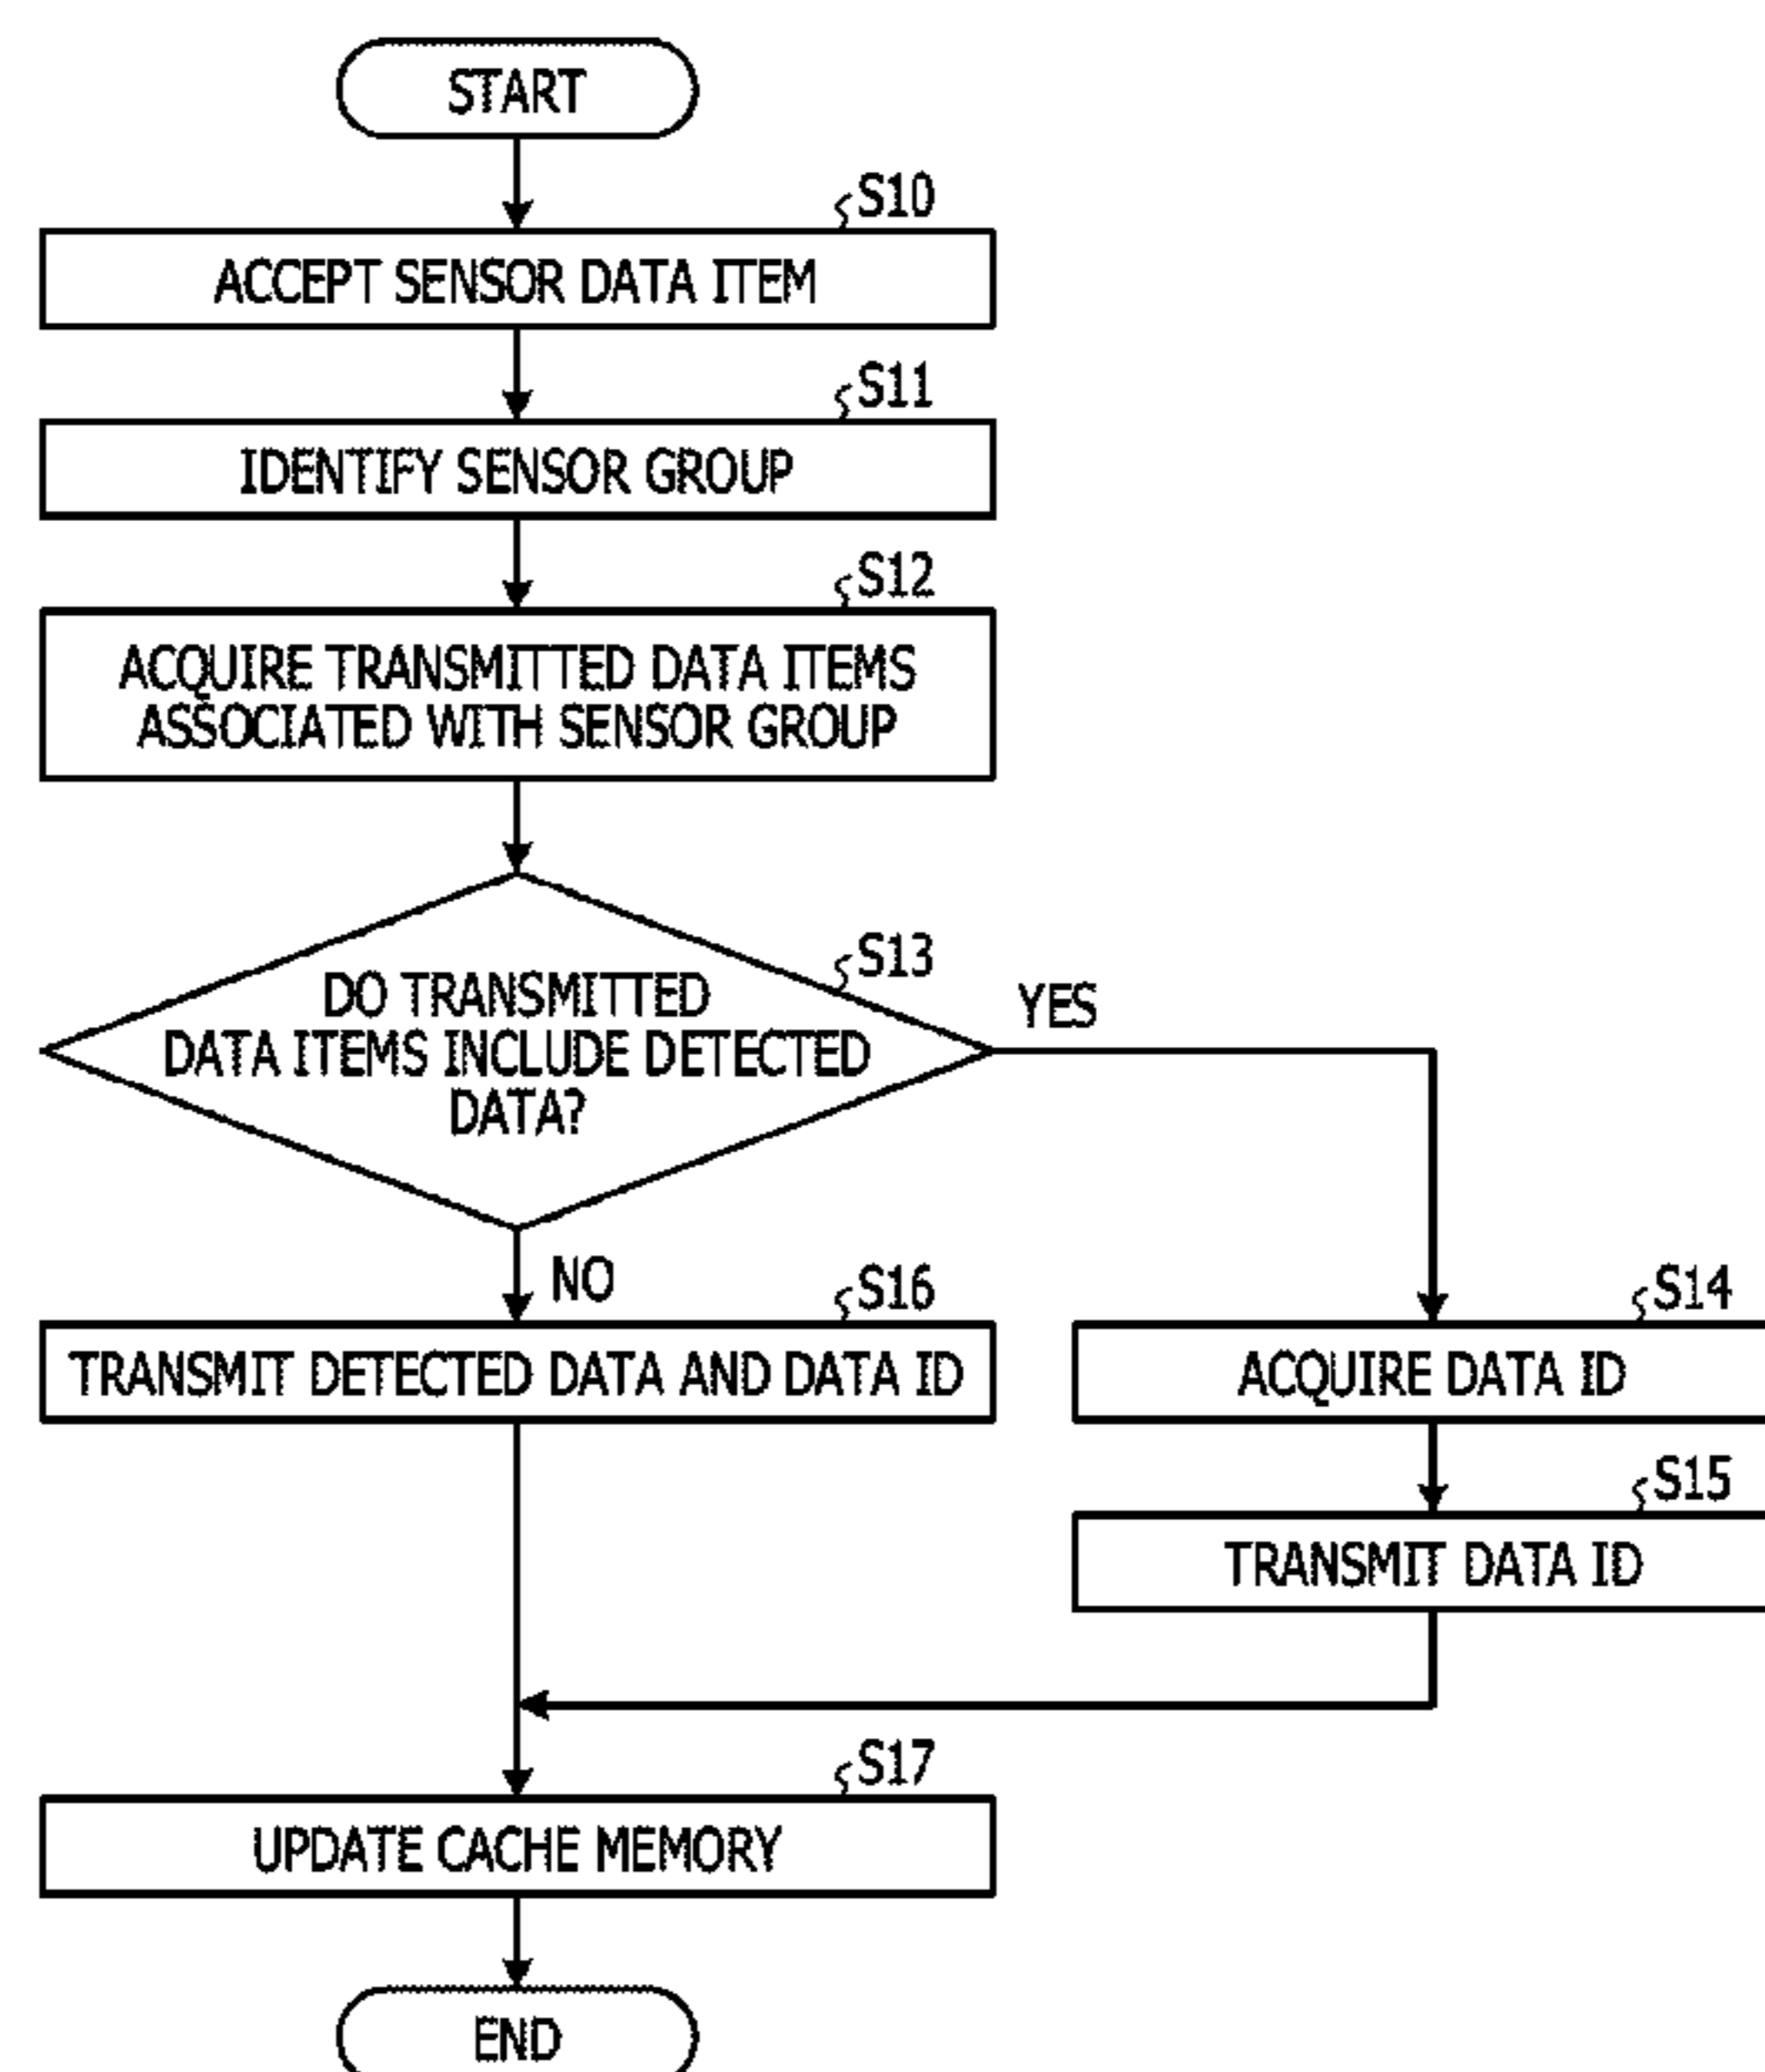 START
S10
ACCEPT SENSOR DATA ITEM
S11
IDENTIFY SENSOR GROUP
S12
ACQUIRE TRANSMITTED DATA ITEMS
ASSOCIATED WITH SENSOR GROUP
S13
DO TRANSMITTED
DATA ITEMS INCLUDE DETECTED
DATA?
YES
NO
S16
TRANSMIT DETECTED DATA AND DATA ID
S14
ACQUIRE DATA ID
S15
TRANSMIT DATA ID
S17
UPDATE CACHE MEMORY
END